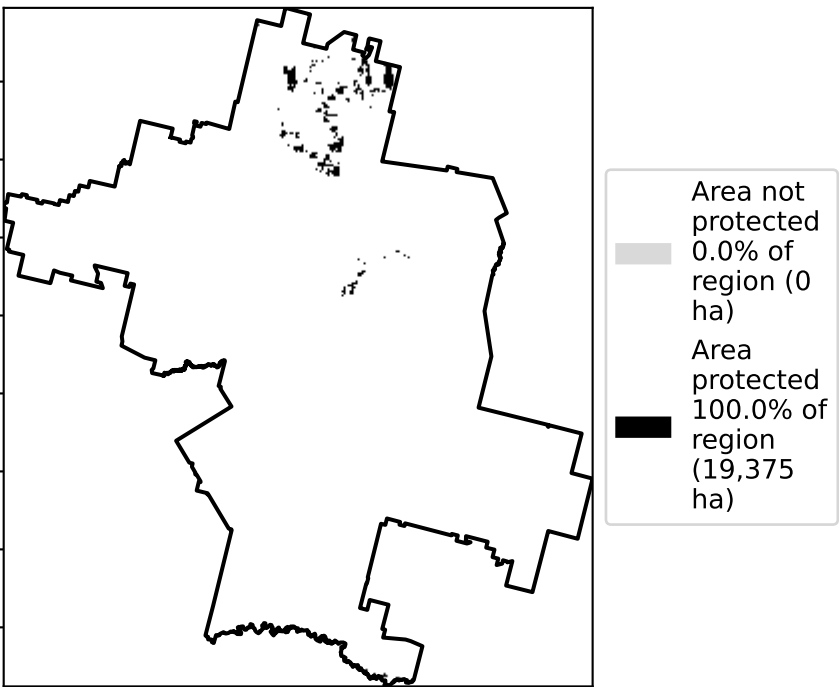 Area not
protected
0.0% of
region (0
ha)
Area
protected
100.0% of
region
(19,375
ha)